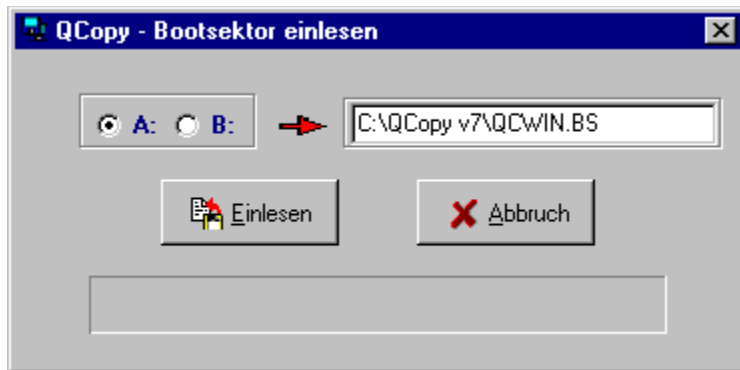 QCopy - Bootsektor einlesen
A: B: C:\QCopy v7\QCWIN.BS
Einlesen Abbruch